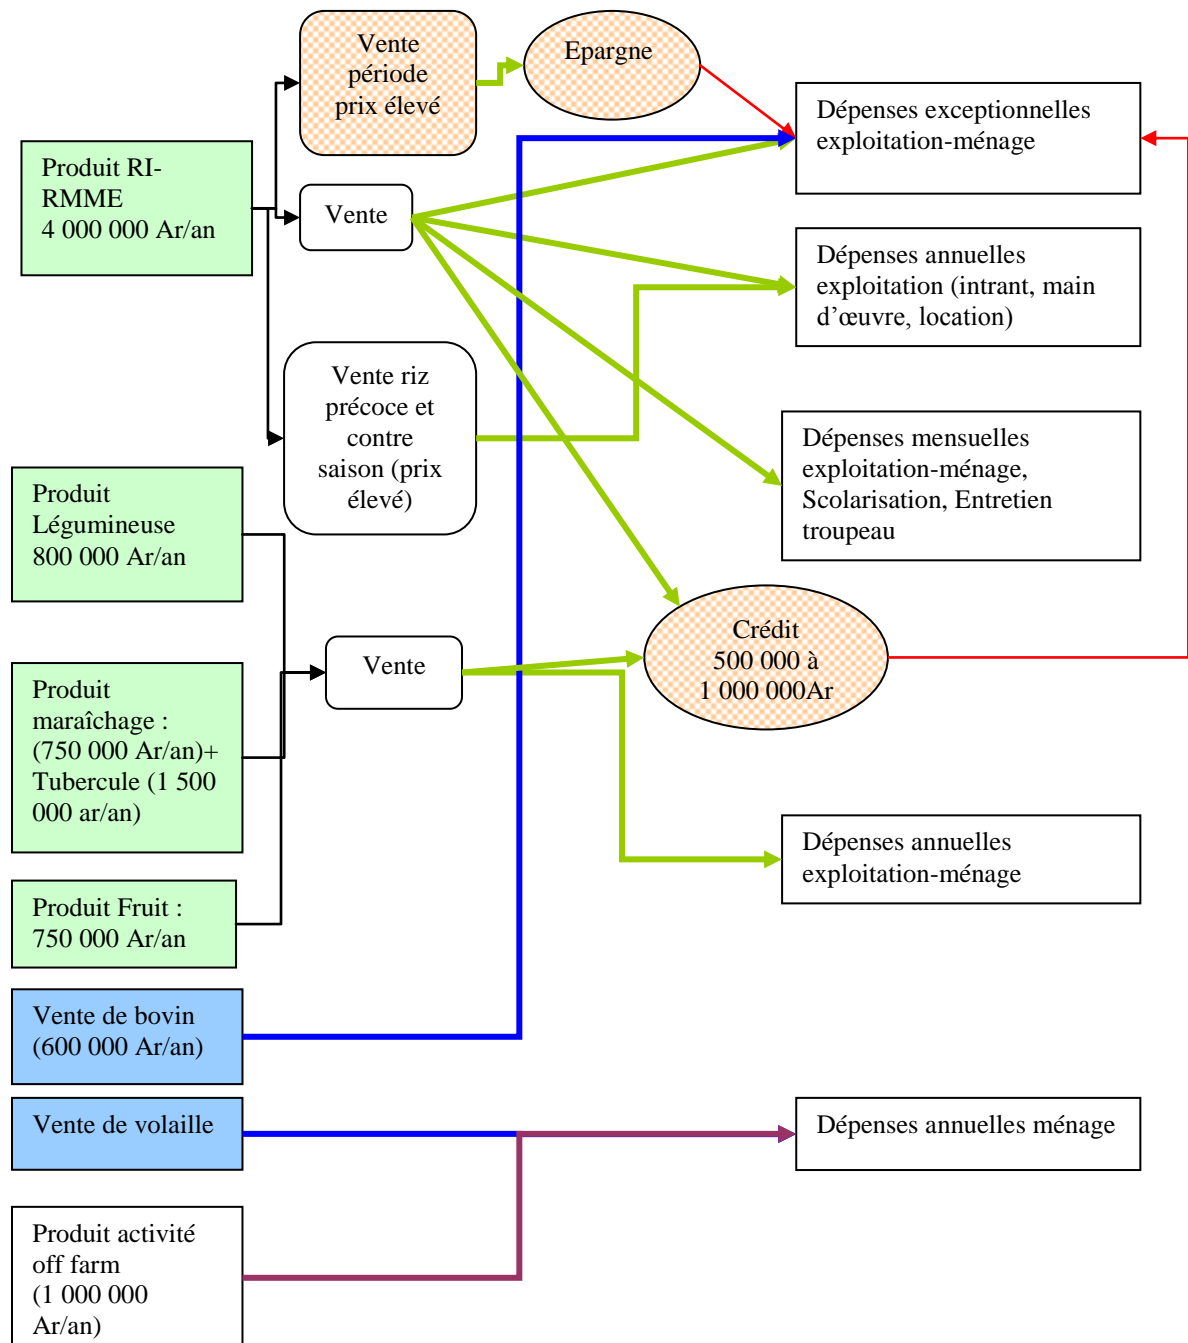 Vente
période
prix élevé
Epargne
Dépenses exceptionnelles
exploitation-ménage
Produit RI-
RMME
4 000 000 Ar/an
Vente
Dépenses annuelles
exploitation (intrant, main
d’œuvre, location)
Vente riz
précoce et
contre
saison (prix
élevé)
Dépenses mensuelles
exploitation-ménage,
Scolarisation, Entretien
troupeau
Produit
Légumineuse
800 000 Ar/an
Crédit
500 000 à
1 000 000Ar
Vente
Produit
maraîchage :
(750 000 Ar/an)+
Tubercule (1 500
000 ar/an)
Dépenses annuelles
exploitation-ménage
Produit Fruit :
750 000 Ar/an
Vente de bovin
(600 000 Ar/an)
Vente de volaille
Dépenses annuelles ménage
Produit activité
off farm
(1 000 000
Ar/an)